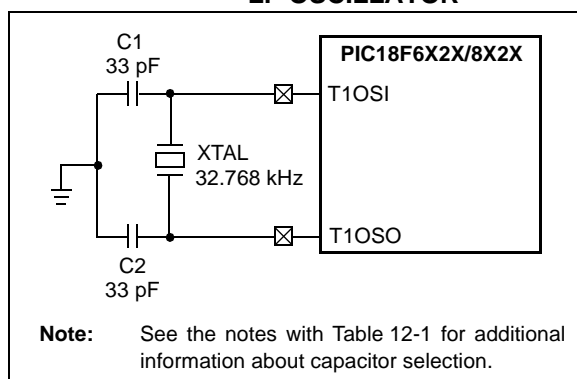 LP OSCILLATOR
C1
33 pF
PIC18F6X2X/8X2X
T1OSI
XTAL
32.768 kHz
T1OSO
C2
33 pF
Note: See the notes with Table 12-1 for additional
information about capacitor selection.